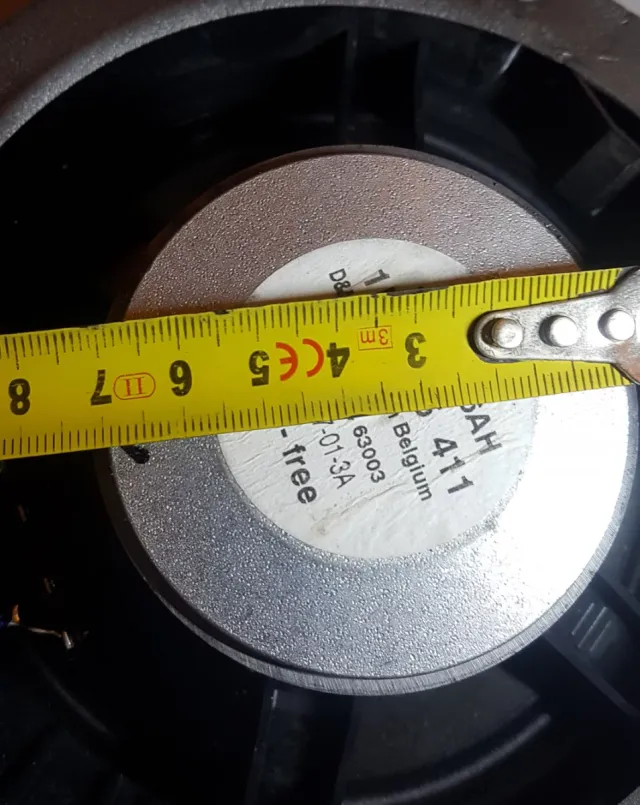 8 7 II 6 5 CE 4 3m 3
411
Belgium
63003
-01-3A
- free